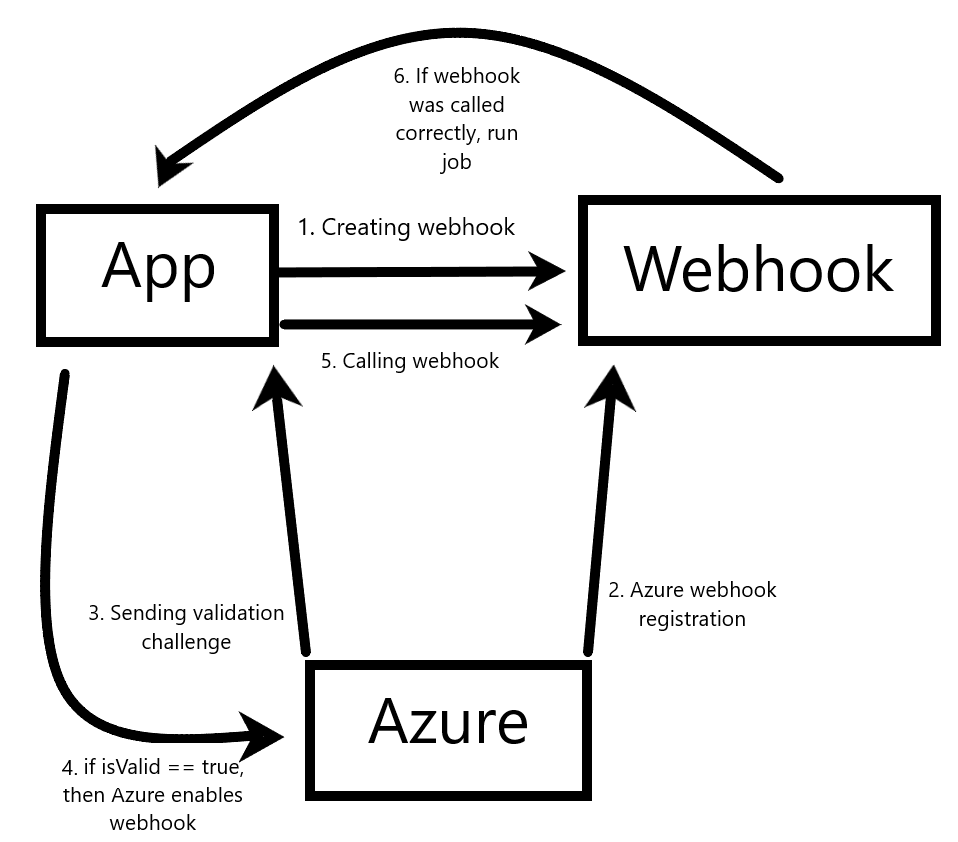 6. If webhook
was called
correctly, run
job
App
1. Creating webhook
Webhook
5. Calling webhook
3. Sending validation
challenge
2. Azure webhook
registration
Azure
4. if isValid == true,
then Azure enables
webhook